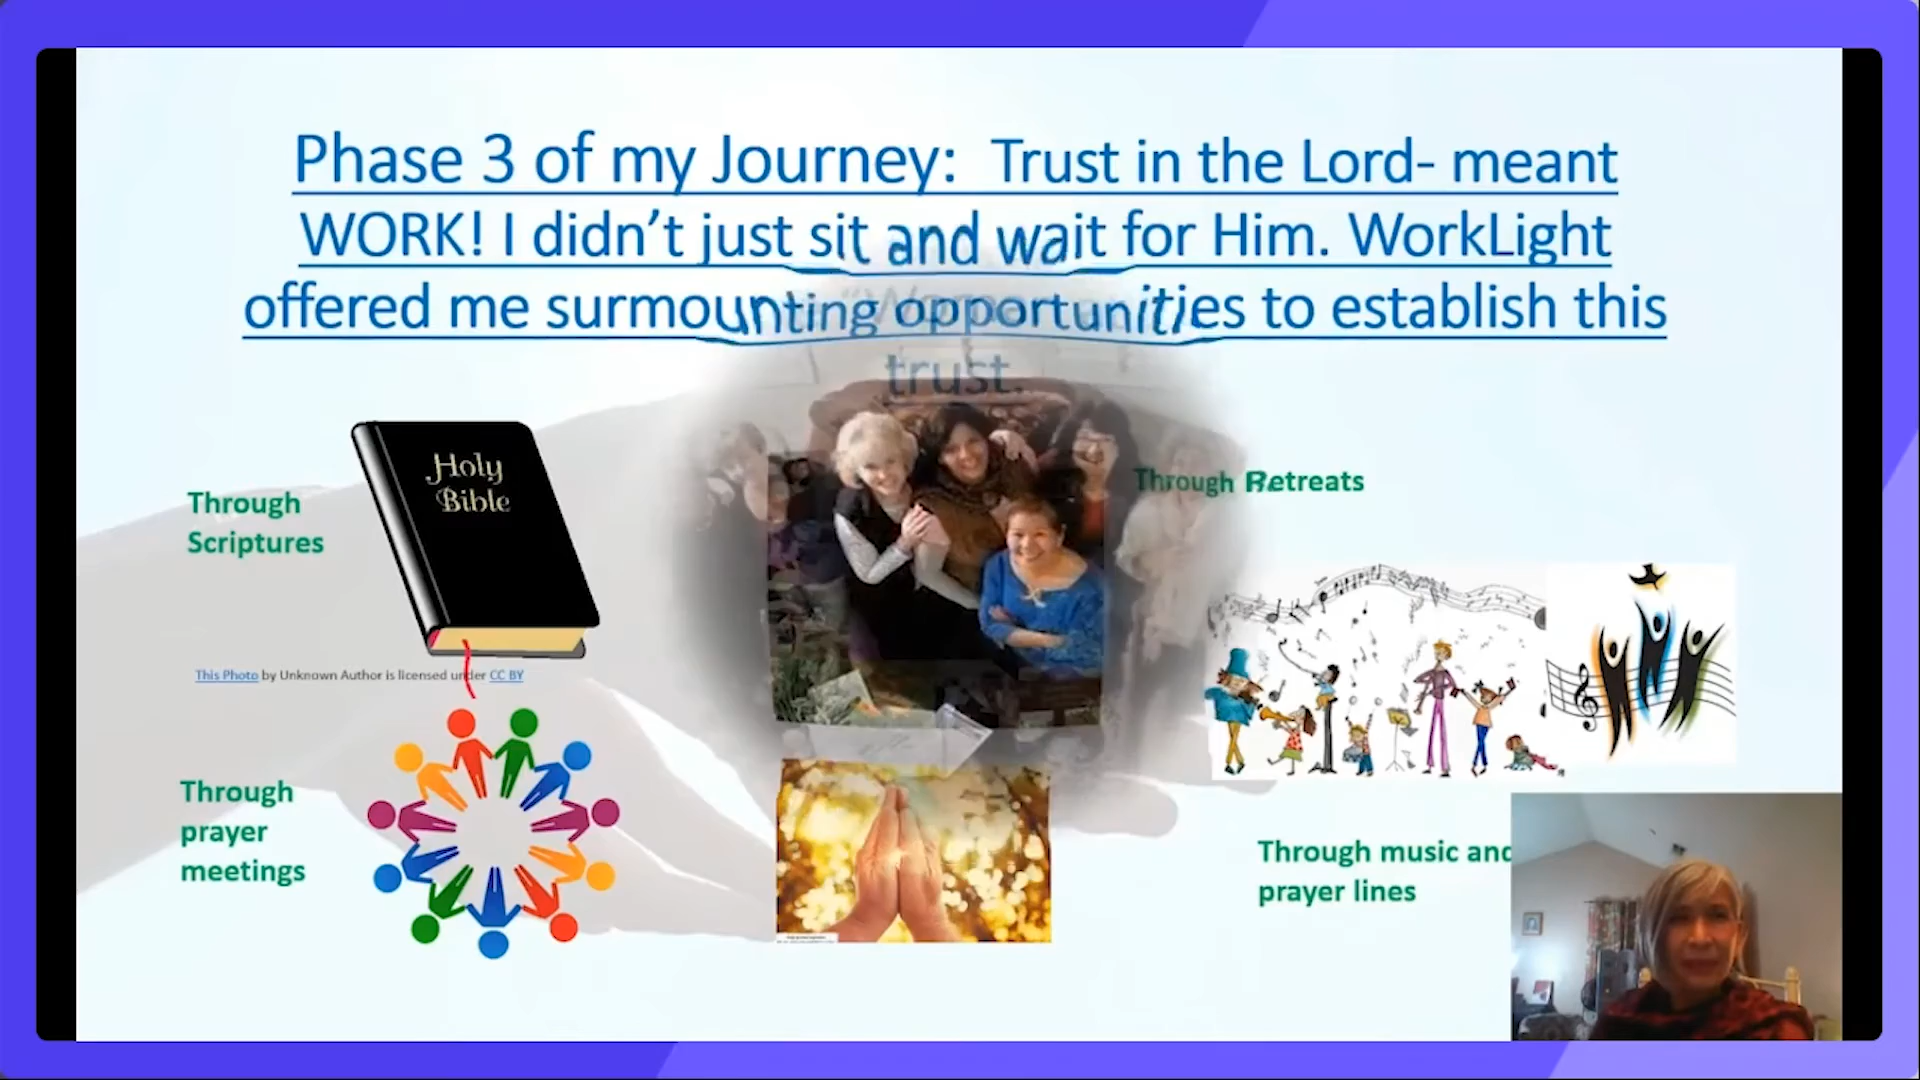 Phase 3 of my Journey: Trust in the Lord- meant
WORK! I didn't just sit and wait for Him. WorkLight
offered me surmounting opportunities to establish this
trust.
Through
Scriptures
Holy
Bible
Through Retreats
This Photo by Unknown Author is licensed under CC BY
Through
prayer
meetings
Through music and
prayer lines